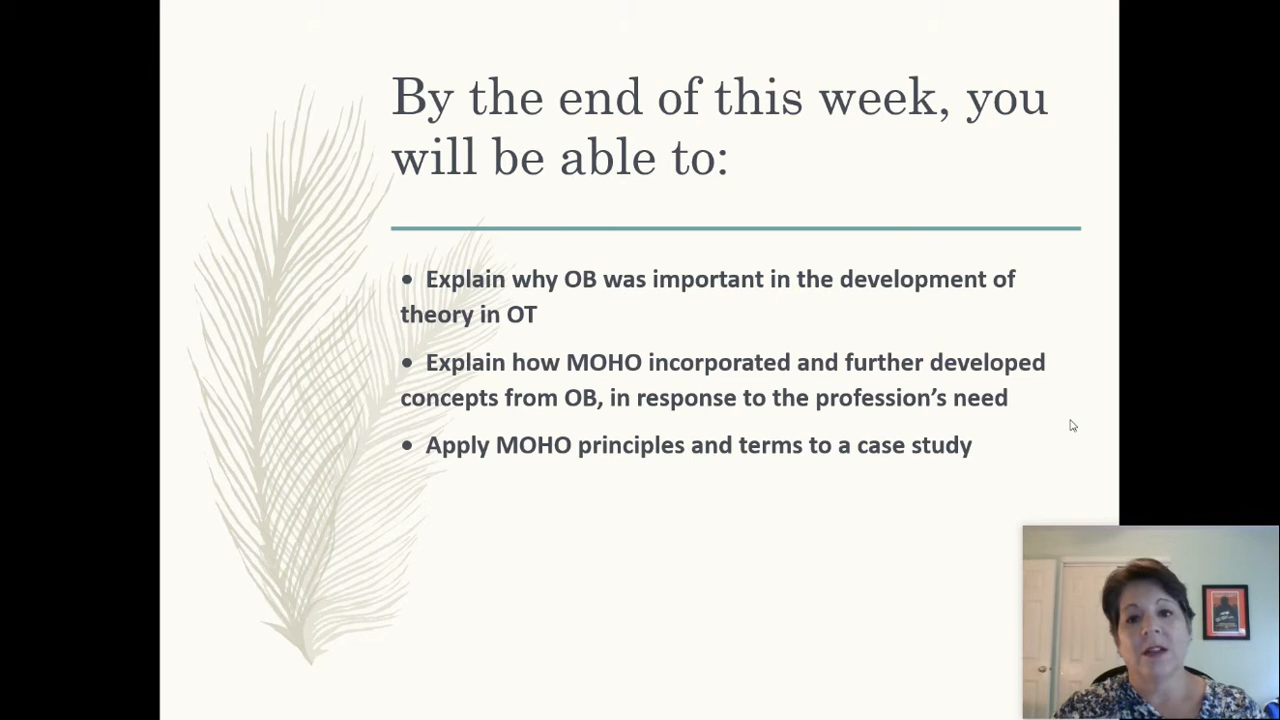 By the end of this week, you
will be able to:
• Explain why OB was important in the development of
theory in OT
• Explain how MOHO incorporated and further developed
concepts from OB, in response to the profession’s need
• Apply MOHO principles and terms to a case study